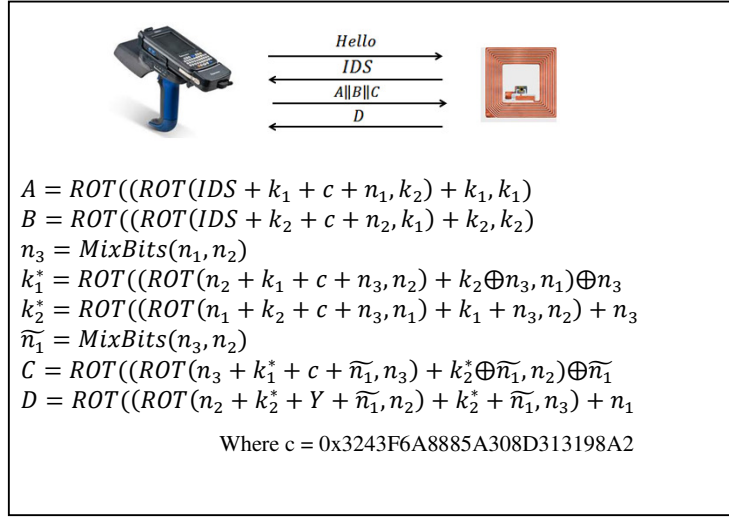 Hello
IDS
A‖B‖C
D
A = ROT((ROT(IDS + k₁ + c + n₁, k₂) + k₁, k₁)
B = ROT((ROT(IDS + k₂ + c + n₂, k₁) + k₂, k₂)
n₃ = MixBits(n₁, n₂)
k₁* = ROT((ROT(n₂ + k₁ + c + n₃, n₂) + k₂⊕n₃, n₁)⊕n₃
k₂* = ROT((ROT(n₁ + k₂ + c + n₃, n₁) + k₁ + n₃, n₂) + n₃
ñ₁ = MixBits(n₃, n₂)
C = ROT((ROT(n₃ + k₁* + c + ñ₁, n₃) + k₂*⊕ñ₁, n₂)⊕ñ₁
D = ROT((ROT(n₂ + k₂* + Y + ñ₁, n₂) + k₂* + ñ₁, n₃) + n₁
Where c = 0x3243F6A8885A308D313198A2